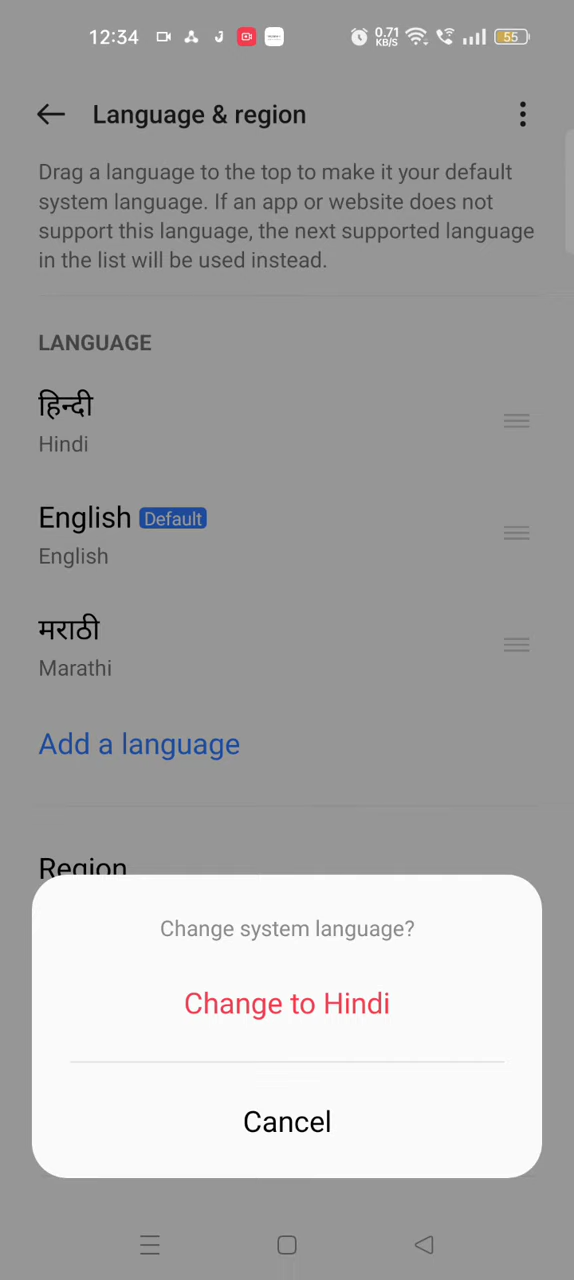 12:34 0.71 KB/S 55
Language & region
Drag a language to the top to make it your default
system language. If an app or website does not
support this language, the next supported language
in the list will be used instead.
LANGUAGE
हिन्दी
Hindi
English Default
English
मराठी
Marathi
Add a language
Region
Change system language?
Change to Hindi
Cancel